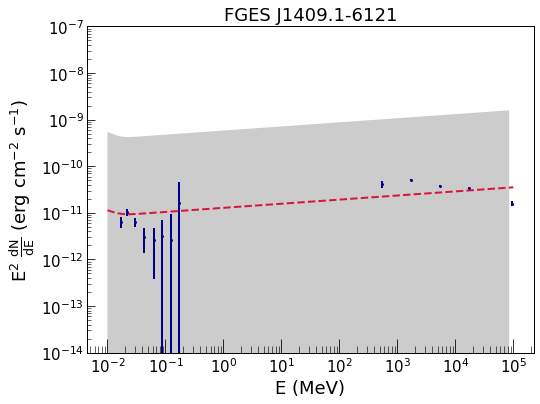 FGES J1409.1-6121
E² dN/dE (erg cm⁻² s⁻¹)
10⁻⁷
10⁻⁸
10⁻⁹
10⁻¹⁰
10⁻¹¹
10⁻¹²
10⁻¹³
10⁻¹⁴
10⁻² 10⁻¹ 10⁰ 10¹ 10² 10³ 10⁴ 10⁵
E (MeV)